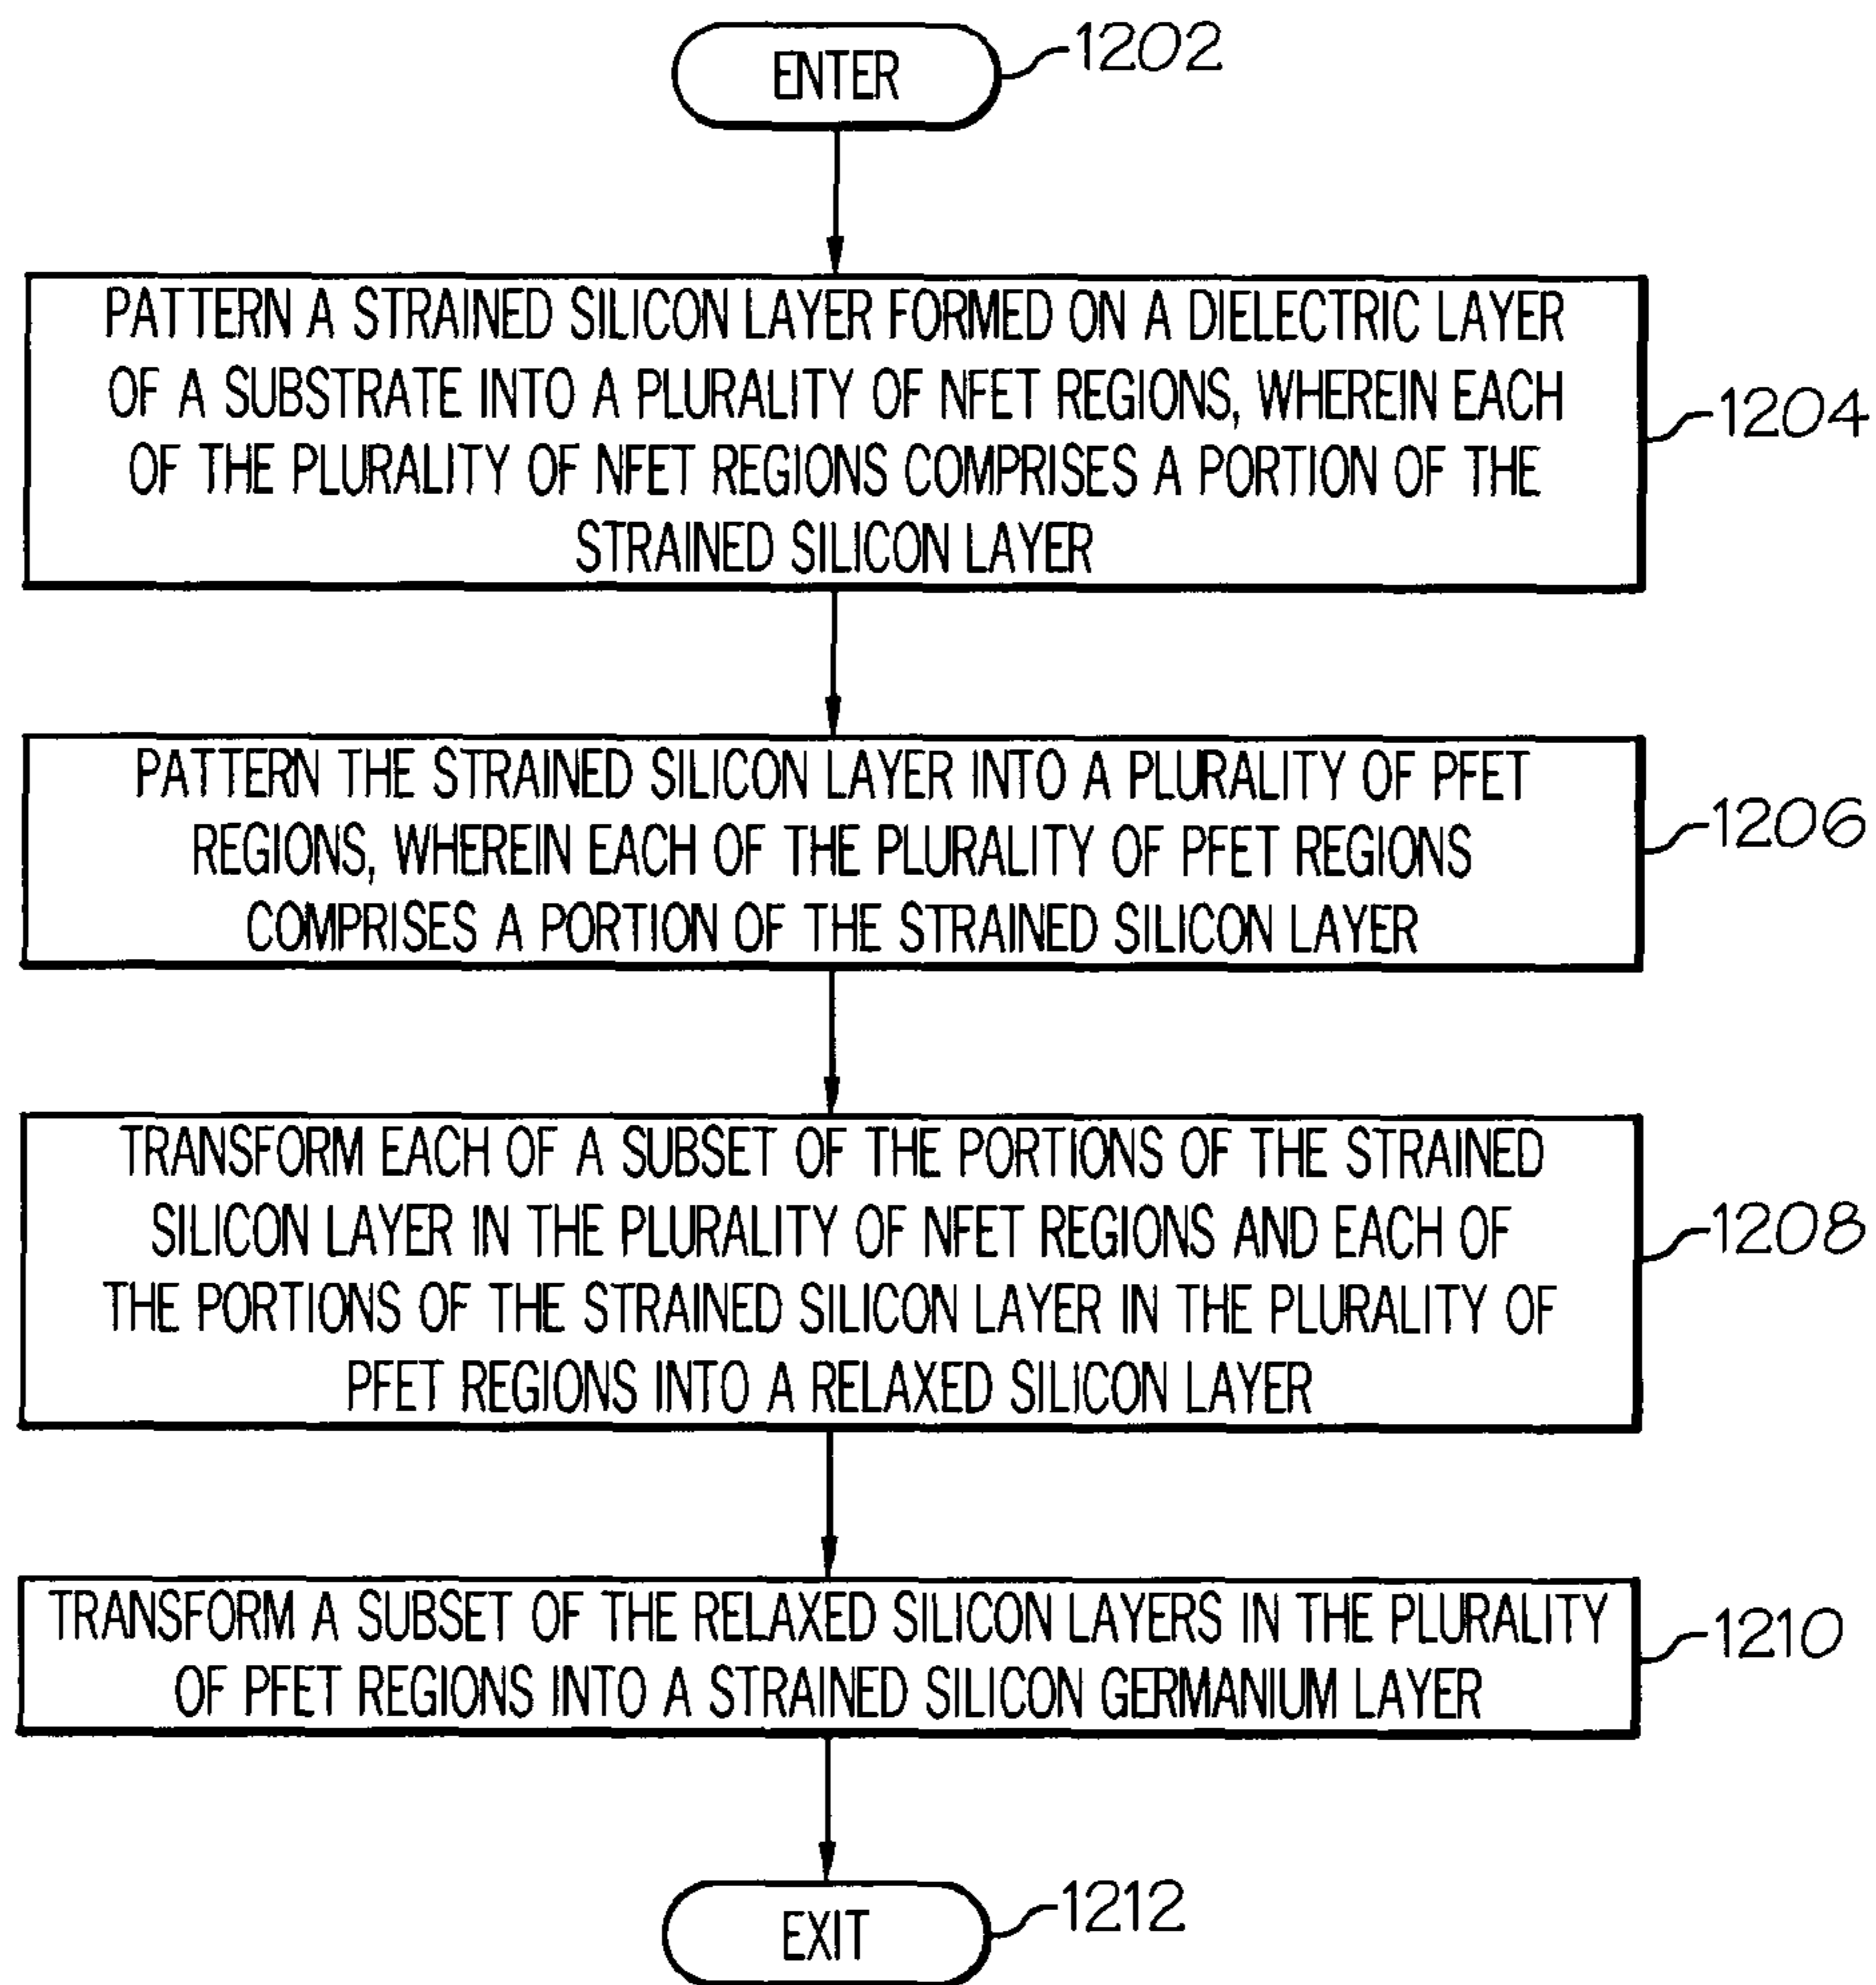 ENTER
1202
PATTERN A STRAINED SILICON LAYER FORMED ON A DIELECTRIC LAYER
OF A SUBSTRATE INTO A PLURALITY OF NFET REGIONS, WHEREIN EACH
OF THE PLURALITY OF NFET REGIONS COMPRISES A PORTION OF THE
STRAINED SILICON LAYER
1204
PATTERN THE STRAINED SILICON LAYER INTO A PLURALITY OF PFET
REGIONS, WHEREIN EACH OF THE PLURALITY OF PFET REGIONS
COMPRISES A PORTION OF THE STRAINED SILICON LAYER
1206
TRANSFORM EACH OF A SUBSET OF THE PORTIONS OF THE STRAINED
SILICON LAYER IN THE PLURALITY OF NFET REGIONS AND EACH OF
THE PORTIONS OF THE STRAINED SILICON LAYER IN THE PLURALITY OF
PFET REGIONS INTO A RELAXED SILICON LAYER
1208
TRANSFORM A SUBSET OF THE RELAXED SILICON LAYERS IN THE PLURALITY
OF PFET REGIONS INTO A STRAINED SILICON GERMANIUM LAYER
1210
EXIT
1212